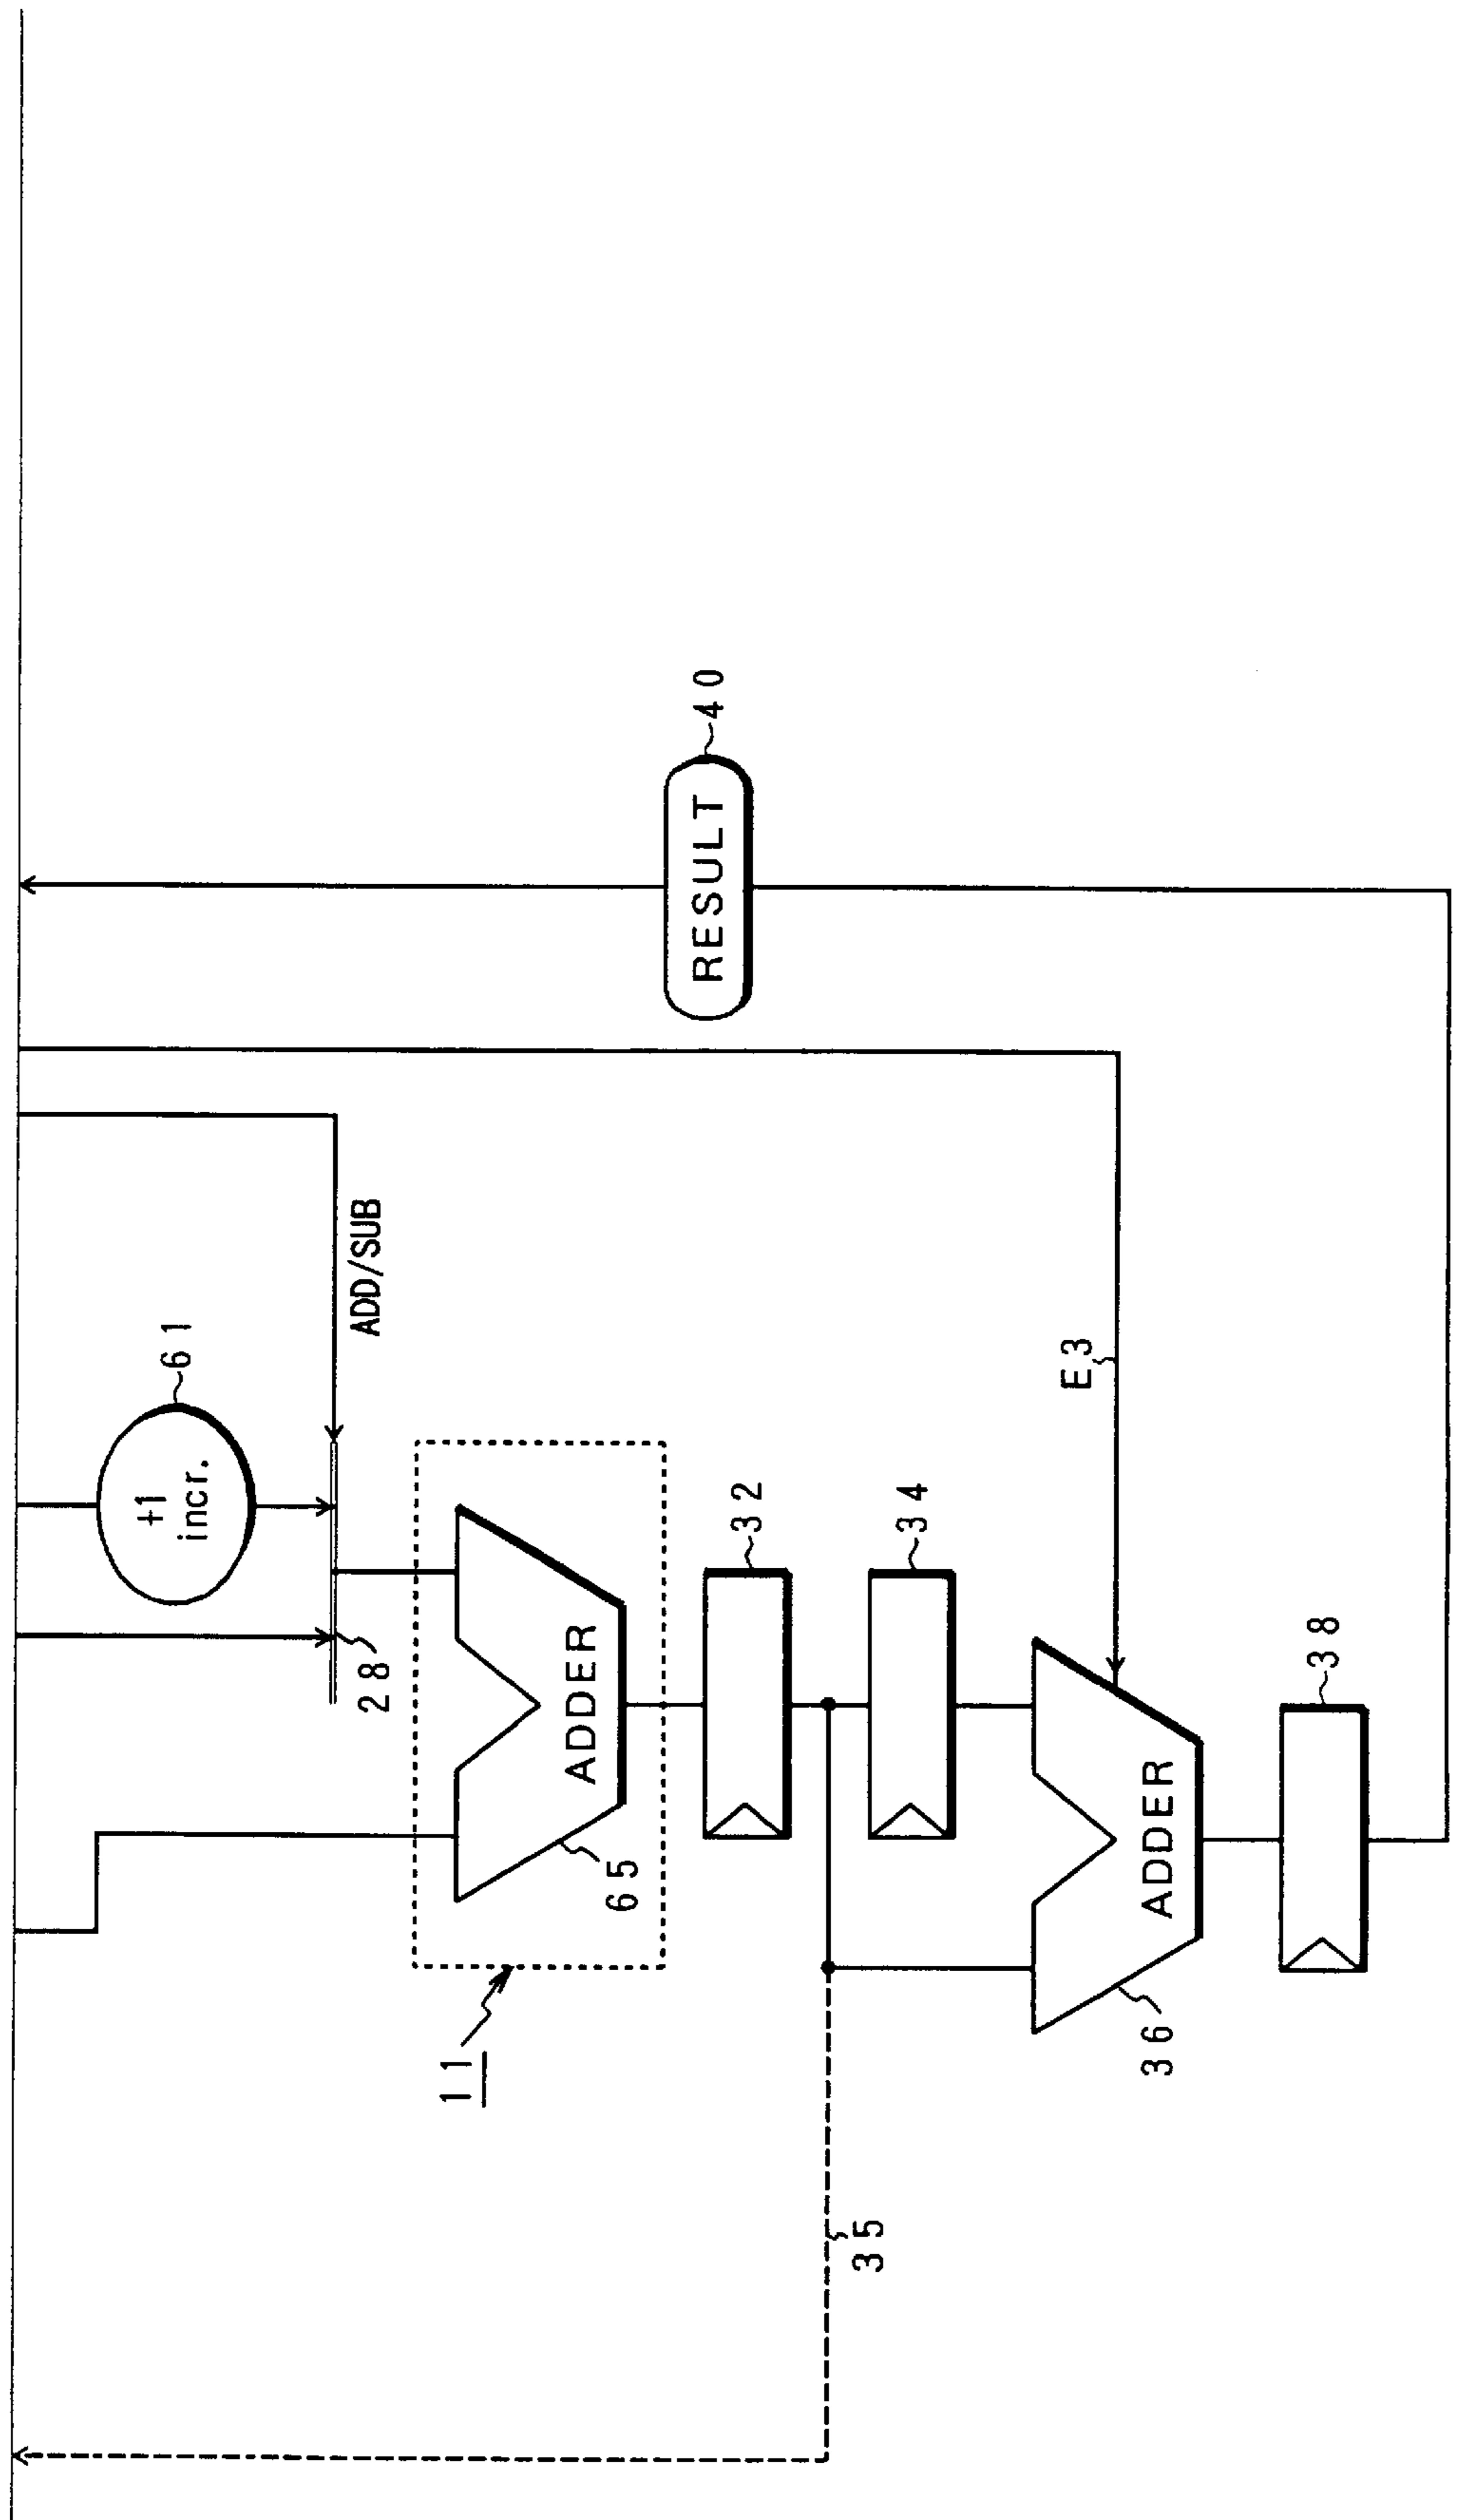 +1
incr.
61
ADD/SUB
28
ADDER
65
11
32
34
35
E3
ADDER
36
38
RESULT
40